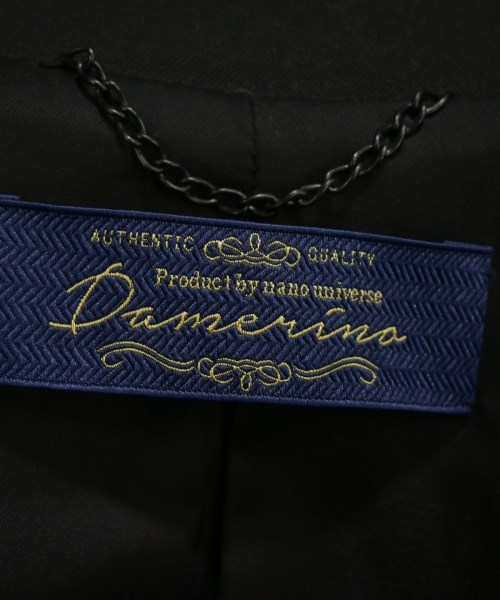 AUTHENTIC QUALITY
Product by nano universe
Damerino